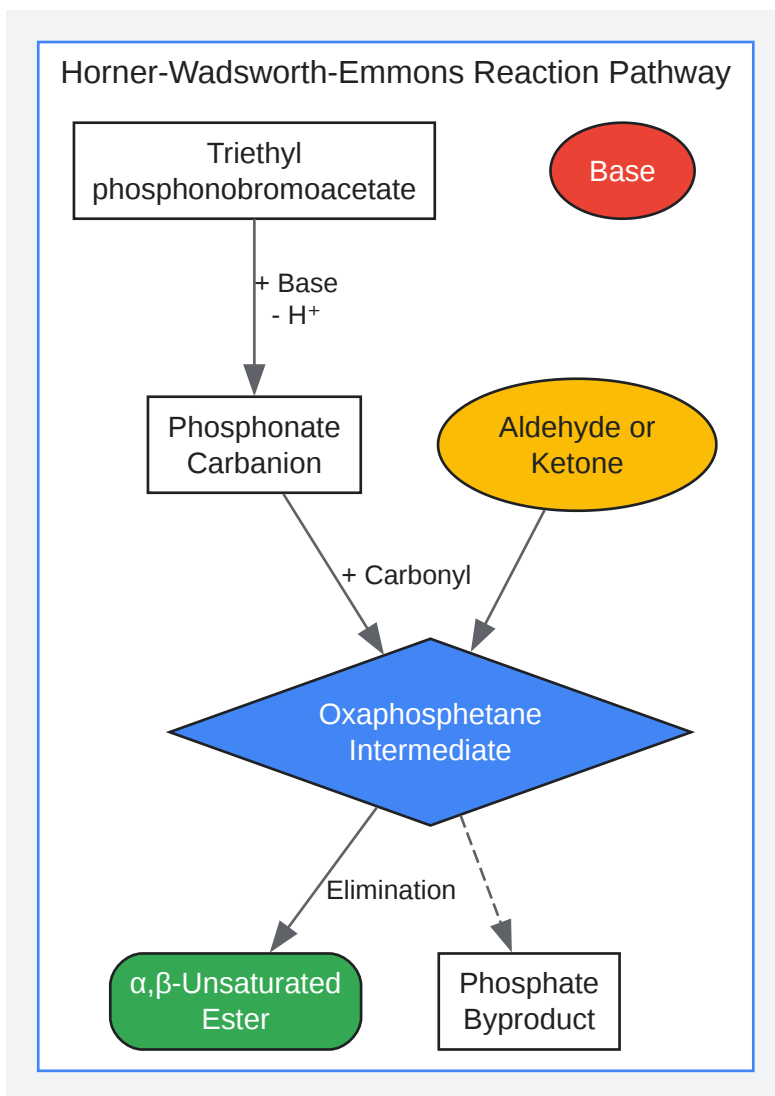 Horner-Wadsworth-Emmons Reaction Pathway
Triethyl
phosphonobromoacetate
Base
+ Base
- H⁺
Phosphonate
Carbanion
Aldehyde or
Ketone
+ Carbonyl
Oxaphosphetane
Intermediate
Elimination
α,β-Unsaturated
Ester
Phosphate
Byproduct